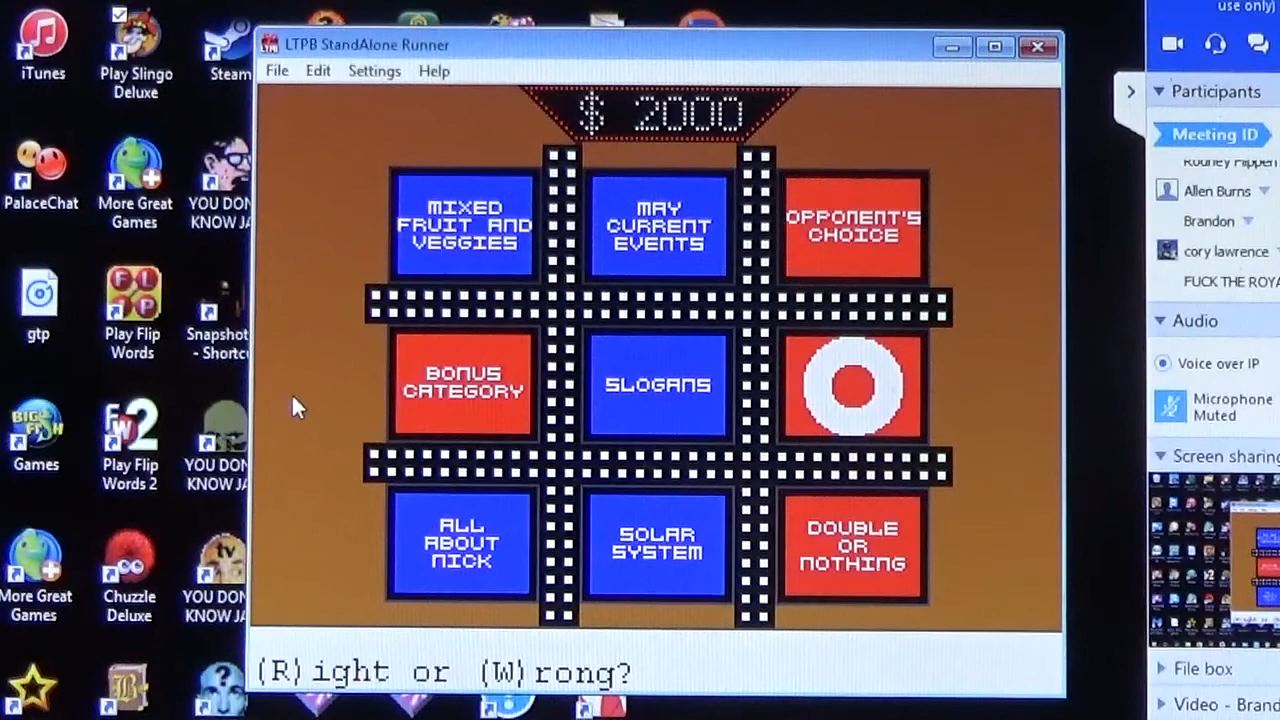 iTunes
Play Slingo
Deluxe
Steam
PalaceChat
More Great
Games
YOU DON
KNOW JA
gtp
Play Flip
Words
Snapshot
- Shortcu
Games
Play Flip
Words 2
YOU DON
KNOW JA
More Great
Games
Chuzzle
Deluxe
YOU DON
KNOW JA
LTPB StandAlone Runner
File Edit Settings Help
$ 2000
MIXED
FRUIT AND
VEGGIES
MAY
CURRENT
EVENTS
OPPONENT'S
CHOICE
BONUS
CATEGORY
SLOGANS
ALL
ABOUT
NICK
SOLAR
SYSTEM
DOUBLE
OR
NOTHING
(R)ight or (W)rong?
use only)
Participants
Meeting ID
Allen Burns
Brandon
cory lawrence
FUCK THE ROYA
Audio
Voice over IP
Microphone
Muted
Screen sharing
File box
Video - Brand